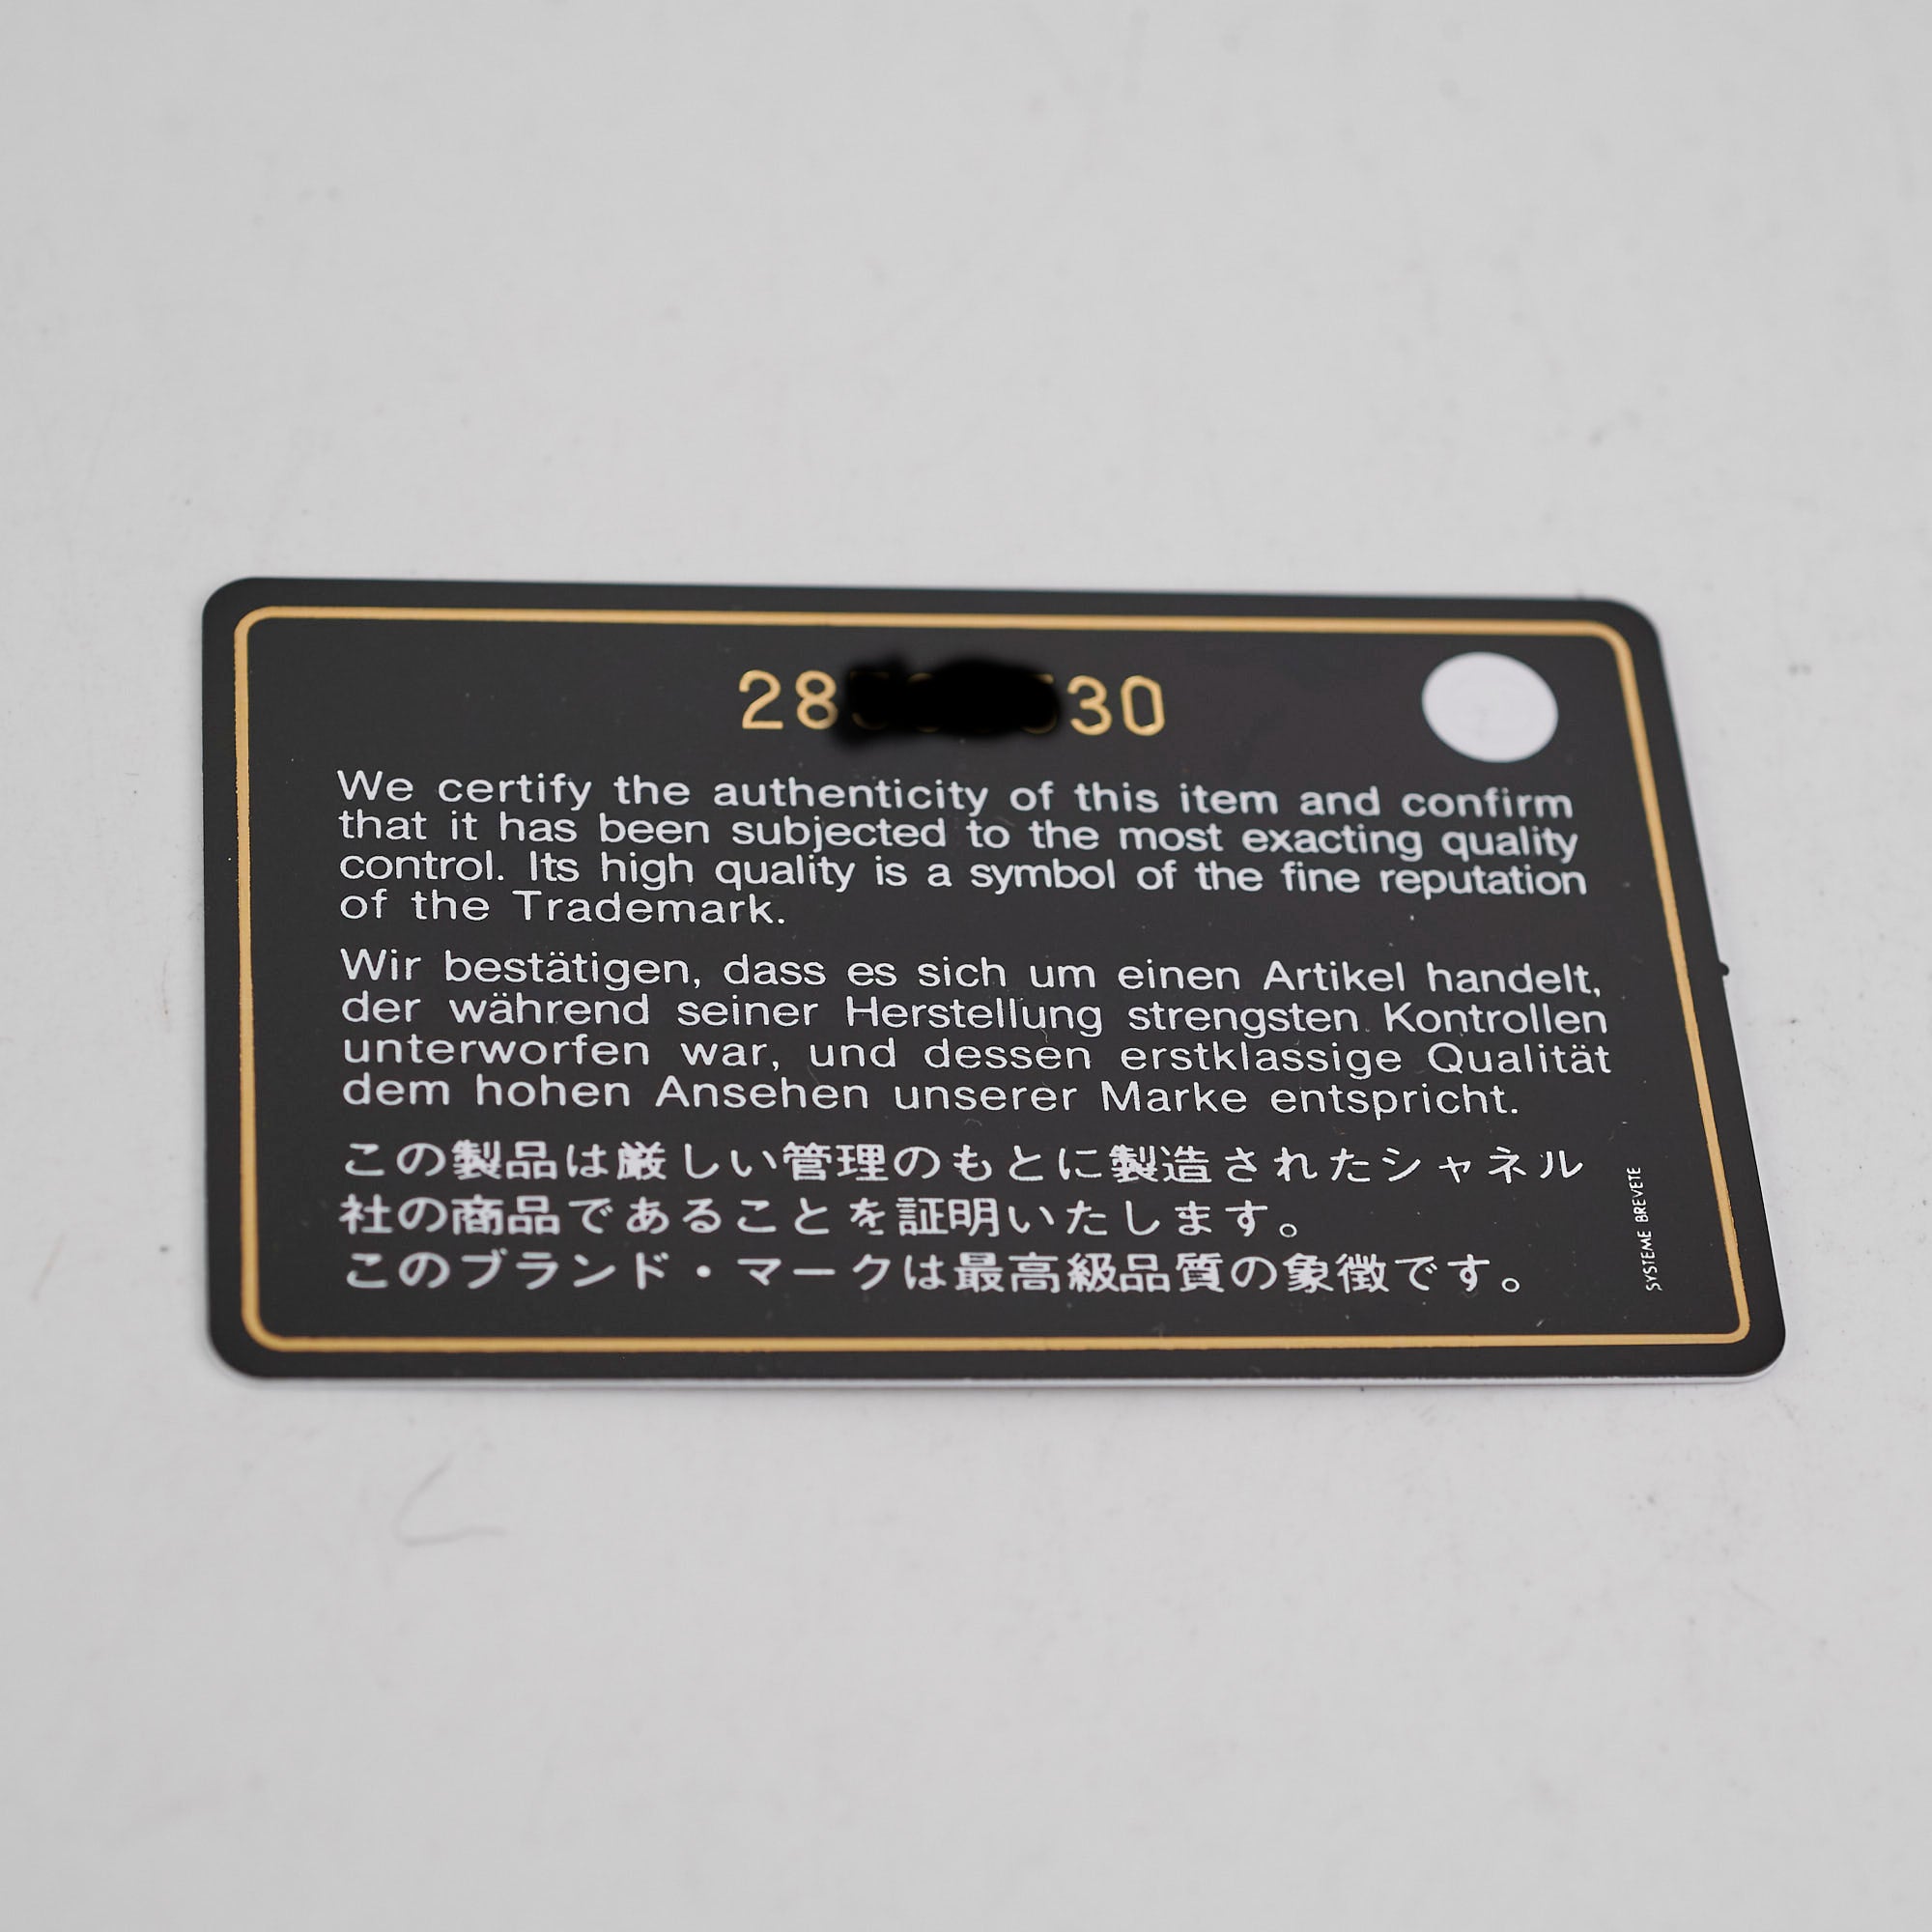 28 30
We certify the authenticity of this item and confirm
that it has been subjected to the most exacting quality
control. Its high quality is a symbol of the fine reputation
of the Trademark.
Wir bestätigen, dass es sich um einen Artikel handelt,
der während seiner Herstellung strengsten Kontrollen
unterworfen war, und dessen erstklassige Qualität
dem hohen Ansehen unserer Marke entspricht.
この製品は厳しい管理のもとに製造されたシャネル
社の商品であることを証明いたします。
このブランド・マークは最高級品質の象徴です。
SYSTEME BREVETE